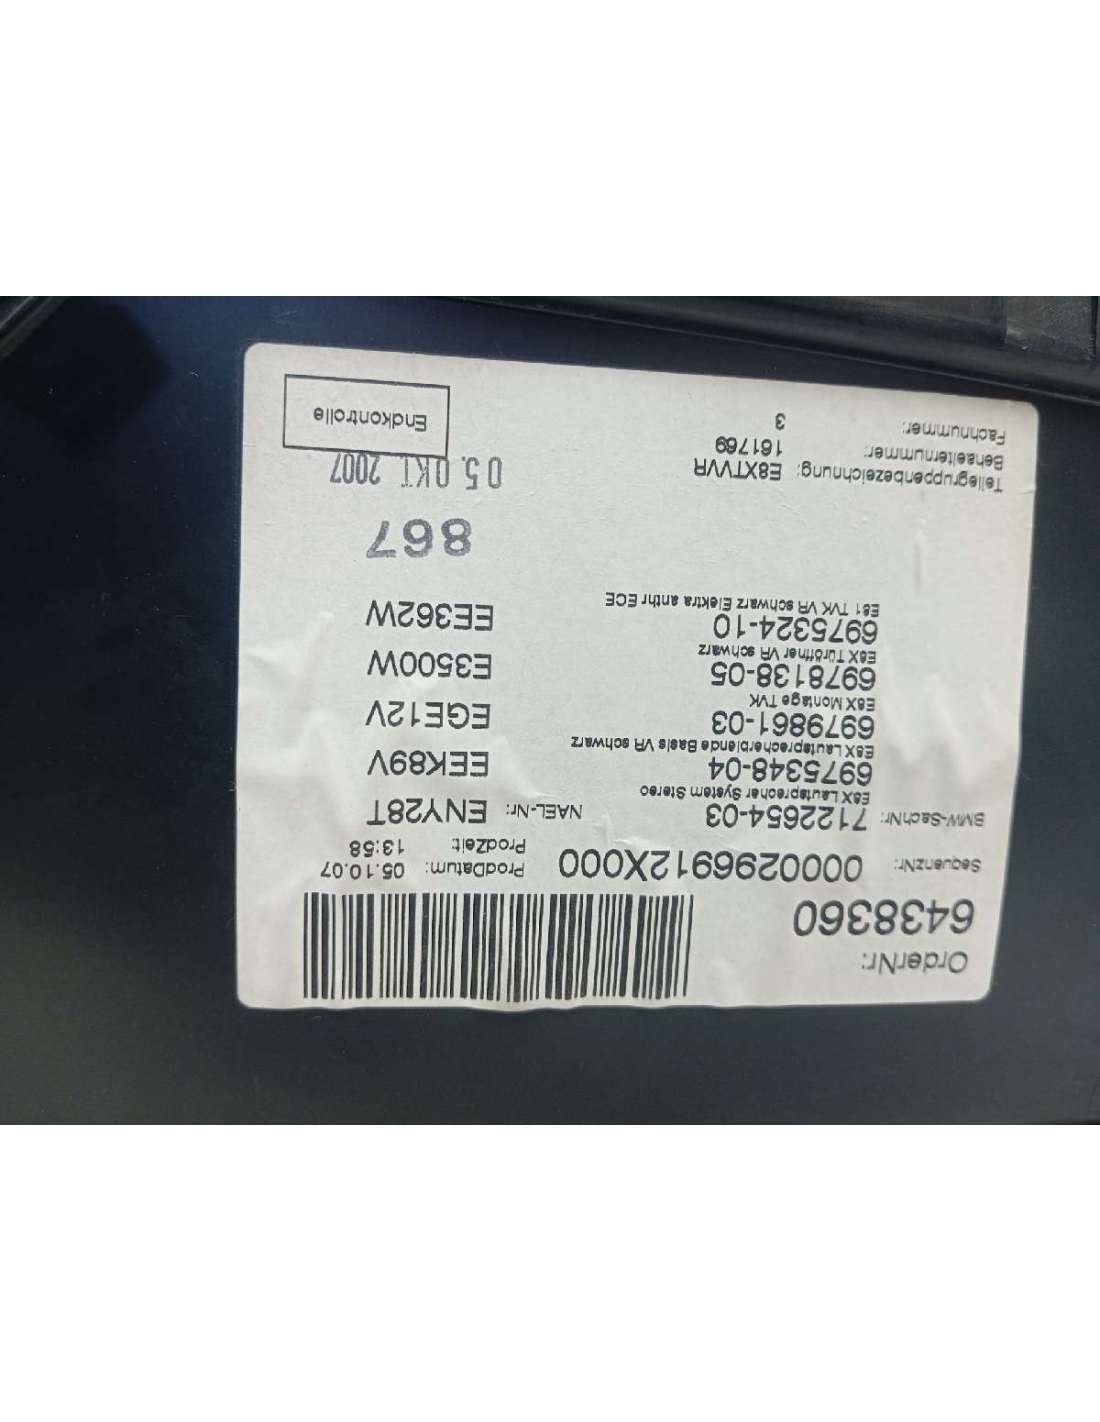 OrderNr:
6438360
SequenzNr: 0000296912X000 ProdDatum: 05.10.07
ProdZeit: 13:58
BMW-SachNr: 7122654-03 NAEL-Nr: ENY28T
E8X Lautsprecher System Stereo
6975348-04 EEK89V
E8X Lautsprecherblende Basis VR schwarz
6979861-03 EGE12V
E8X Montage TVK
6978138-05 E3500W
E8X Türöffner VR schwarz
6975324-10 EE362W
E81 TVK VR schwarz Elektra anthr ECE
867
Teilegruppenbezeichnung: E8XTVVR
05. OKT 2007
Behaelternummer: 161769
Fachnummer: 3
Endkontrolle